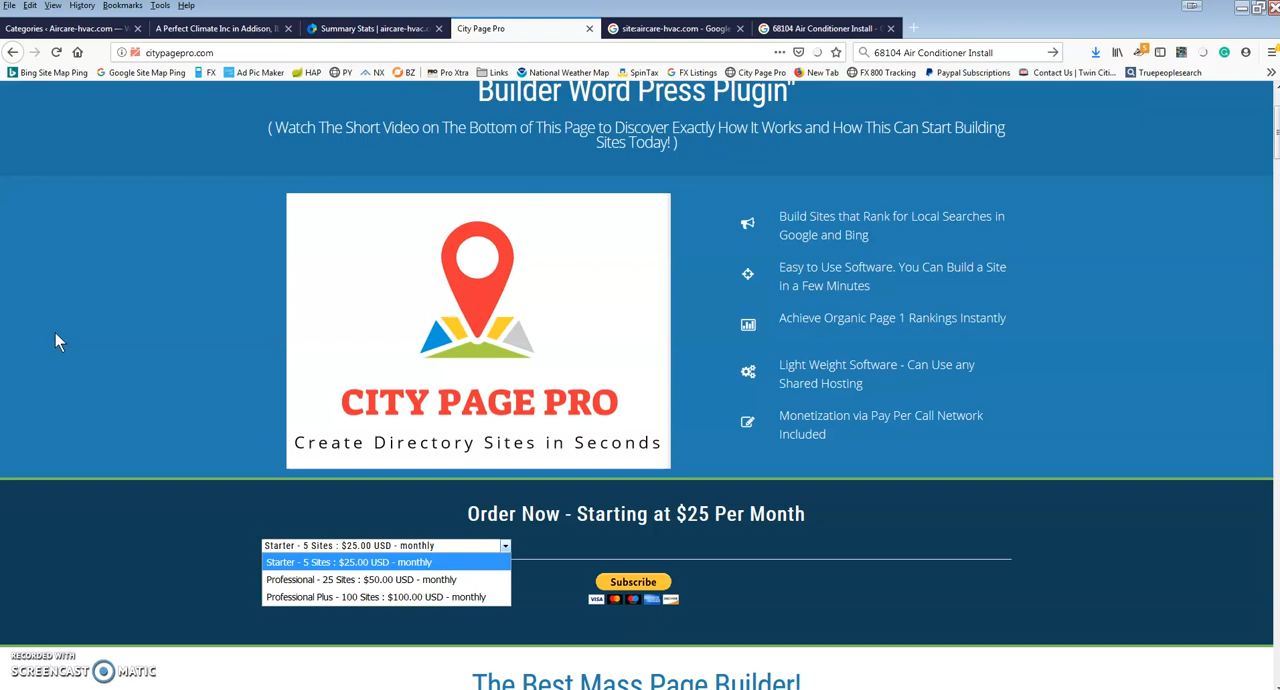 File Edit View History Bookmarks Tools Help
Categories ‹ Aircare-hvac.com — A Perfect Climate Inc in Addison, IL Summary Stats | aircare-hvac.c City Page Pro site:aircare-hvac.com - Google 68104 Air Conditioner Install - G
citypagepro.com 68104 Air Conditioner Install
Bing Site Map Ping Google Site Map Ping FX Ad Pic Maker HAP PY NX BZ Pro Xtra Links National Weather Map SpinTax FX Listings City Page Pro New Tab FX 800 Tracking Paypal Subscriptions Contact Us | Twin Citi... Truepeoplesearch
Builder Word Press Plugin"
( Watch The Short Video on The Bottom of This Page to Discover Exactly How It Works and How This Can Start Building
Sites Today! )
CITY PAGE PRO
Create Directory Sites in Seconds
Build Sites that Rank for Local Searches in
Google and Bing
Easy to Use Software. You Can Build a Site
in a Few Minutes
Achieve Organic Page 1 Rankings Instantly
Light Weight Software - Can Use any
Shared Hosting
Monetization via Pay Per Call Network
Included
Order Now - Starting at $25 Per Month
Starter - 5 Sites : $25.00 USD - monthly
Starter - 5 Sites : $25.00 USD - monthly
Professional - 25 Sites : $50.00 USD - monthly
Professional Plus - 100 Sites : $100.00 USD - monthly
Subscribe
VISA
RECORDED WITH
SCREENCAST MATIC
The Best Mass Page Builder!